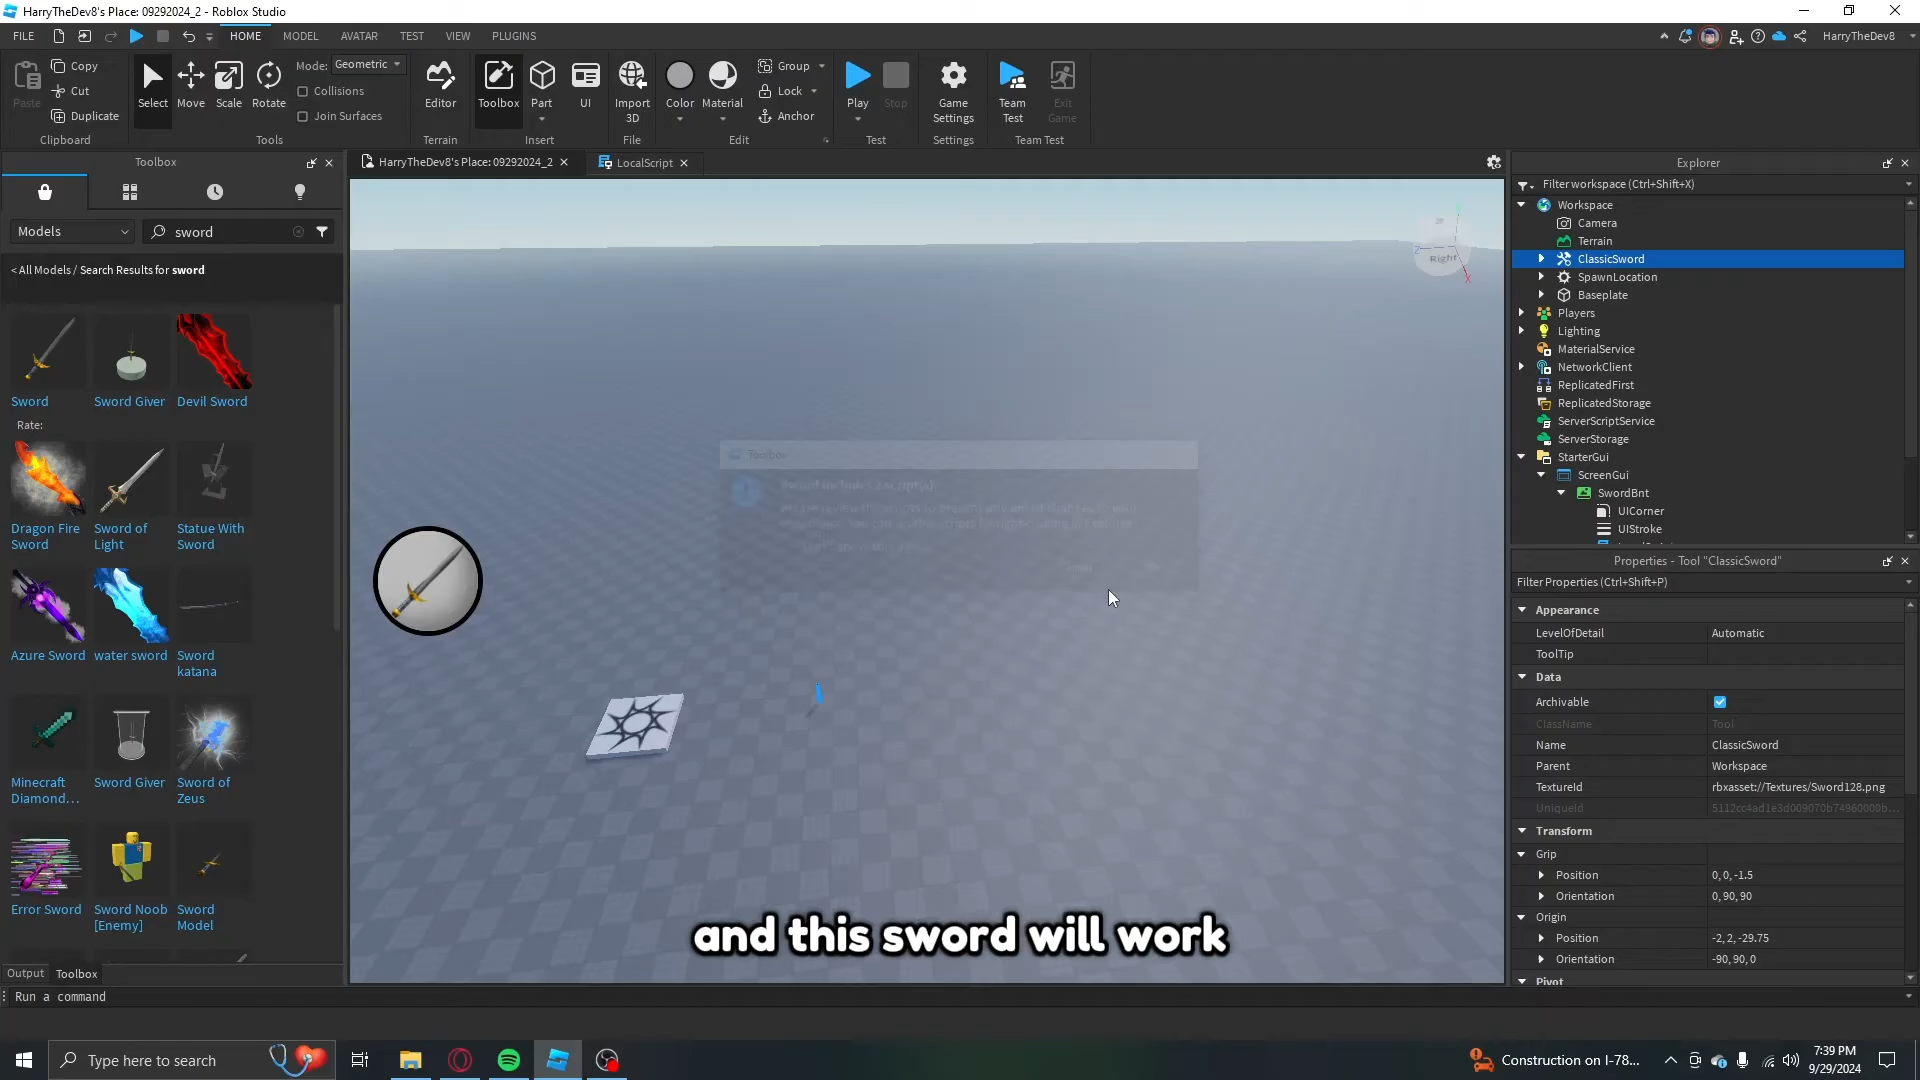 HarryTheDev8's Place: 09292024_2 - Roblox Studio
FILE
HOME
MODEL
AVATAR
TEST
VIEW
PLUGINS
HarryTheDev8
Paste
Copy
Cut
Duplicate
Clipboard
Select
Move
Scale
Rotate
Mode:
Geometric
Collisions
Join Surfaces
Tools
Editor
Terrain
Toolbox
Part
UI
Insert
Import
3D
File
Color
Material
Group
Lock
Anchor
Edit
Play
Stop
Test
Game
Settings
Settings
Team
Test
Exit
Game
Team Test
Toolbox
HarryTheDev8's Place: 09292024_2
LocalScript
Models
sword
< All Models / Search Results for sword
Sword
Sword Giver
Devil Sword
Rate:
Dragon Fire
Sword
Sword of
Light
Statue With
Sword
Azure Sword
water sword
Sword
katana
Minecraft
Diamond...
Sword Giver
Sword of
Zeus
Error Sword
Sword Noob
[Enemy]
Sword
Model
Output
Toolbox
Run a command
Right
Z
X
Toolbox
and this sword will work
Explorer
Filter workspace (Ctrl+Shift+X)
Workspace
Camera
Terrain
ClassicSword
SpawnLocation
Baseplate
Players
Lighting
MaterialService
NetworkClient
ReplicatedFirst
ReplicatedStorage
ServerScriptService
ServerStorage
StarterGui
ScreenGui
SwordBnt
UICorner
UIStroke
Properties - Tool "ClassicSword"
Filter Properties (Ctrl+Shift+P)
Appearance
LevelOfDetail Automatic
ToolTip
Data
Archivable
ClassName Tool
Name ClassicSword
Parent Workspace
TextureId rbxasset://Textures/Sword128.png
UniqueId 5112cc4ad1e3d009070b74960000b...
Transform
Grip
Position 0, 0, -1.5
Orientation 0, 90, 90
Origin
Position -2, 2, -29.75
Orientation -90, 90, 0
Pivot
Type here to search
Construction on I-78...
7:39 PM
9/29/2024